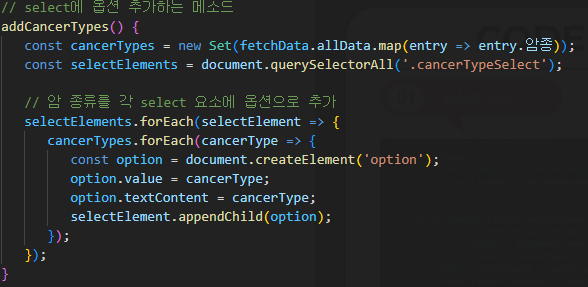 // select에 옵션 추가하는 메소드
addCancerTypes() {
const cancerTypes = new Set(fetchData.allData.map(entry => entry.암종));
const selectElements = document.querySelectorAll('.cancerTypeSelect');
// 암 종류를 각 select 요소에 옵션으로 추가
selectElements.forEach(selectElement => {
cancerTypes.forEach(cancerType => {
const option = document.createElement('option');
option.value = cancerType;
option.textContent = cancerType;
selectElement.appendChild(option);
});
});
}